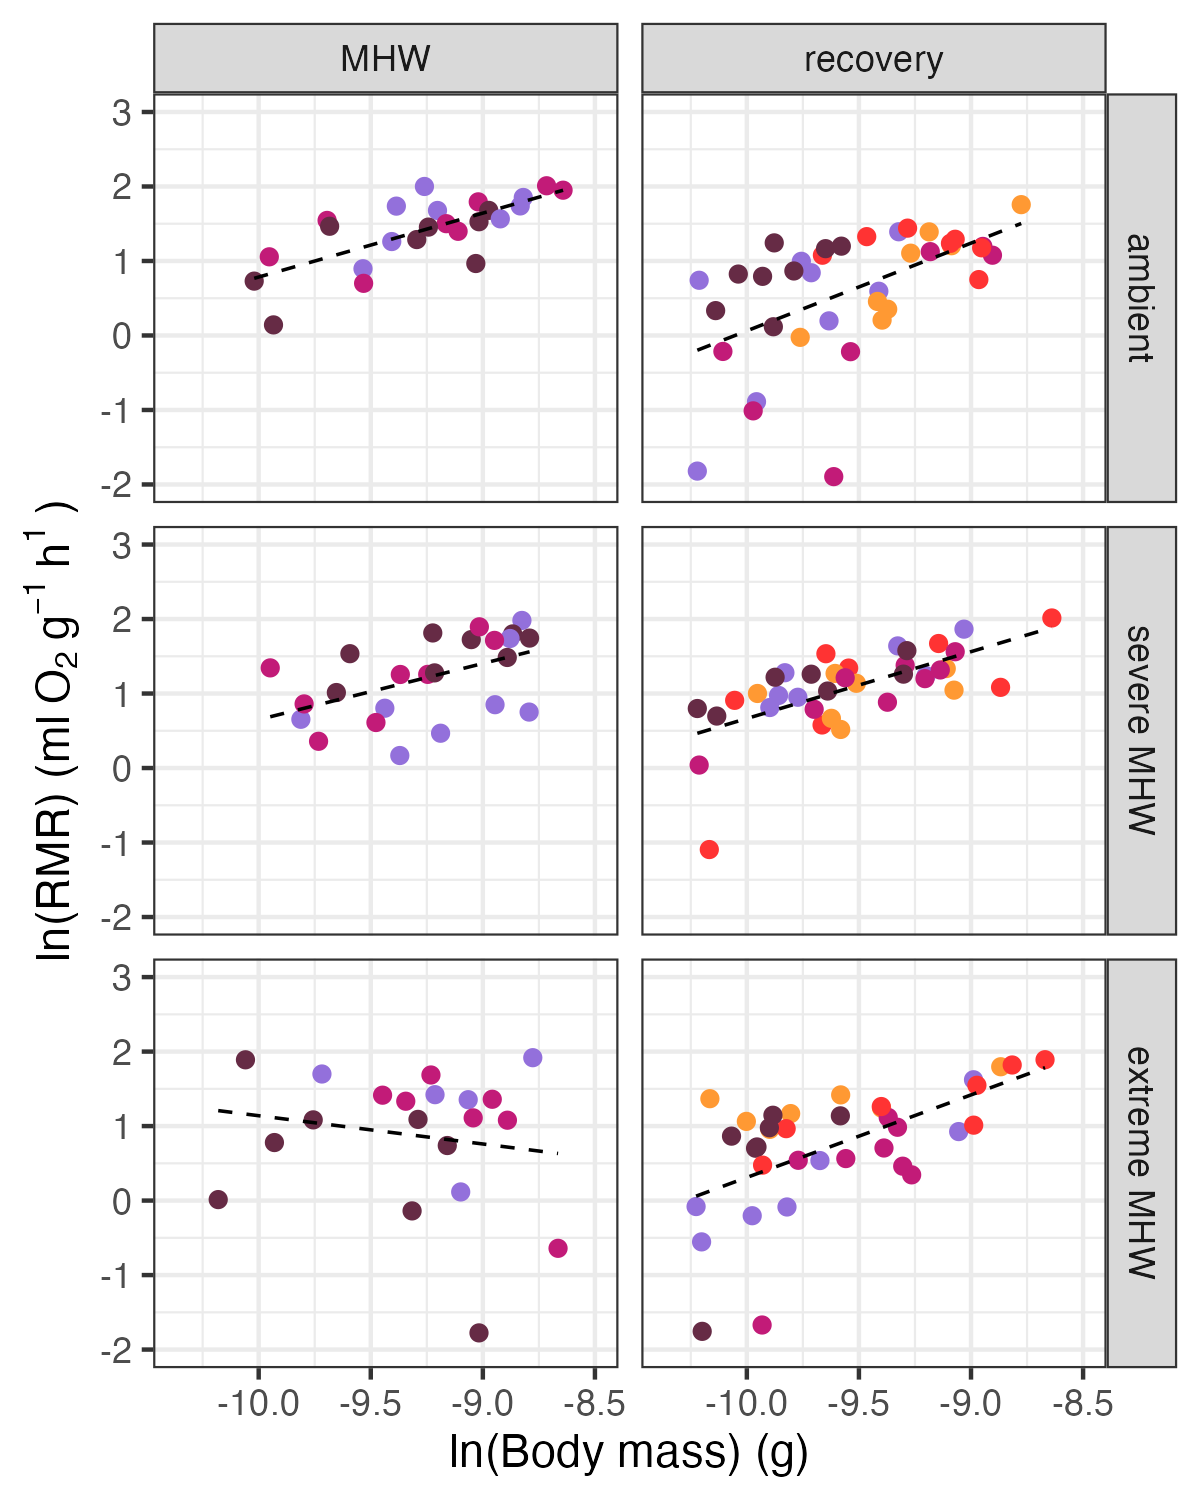 MHW
recovery
3
2
1
0
-1
-2
ambient
3
2
1
0
-1
-2
severe MHW
3
2
1
0
-1
-2
extreme MHW
ln(RMR) (ml O₂ g⁻¹ h¹ )
-10.0 -9.5 -9.0 -8.5
-10.0 -9.5 -9.0 -8.5
ln(Body mass) (g)